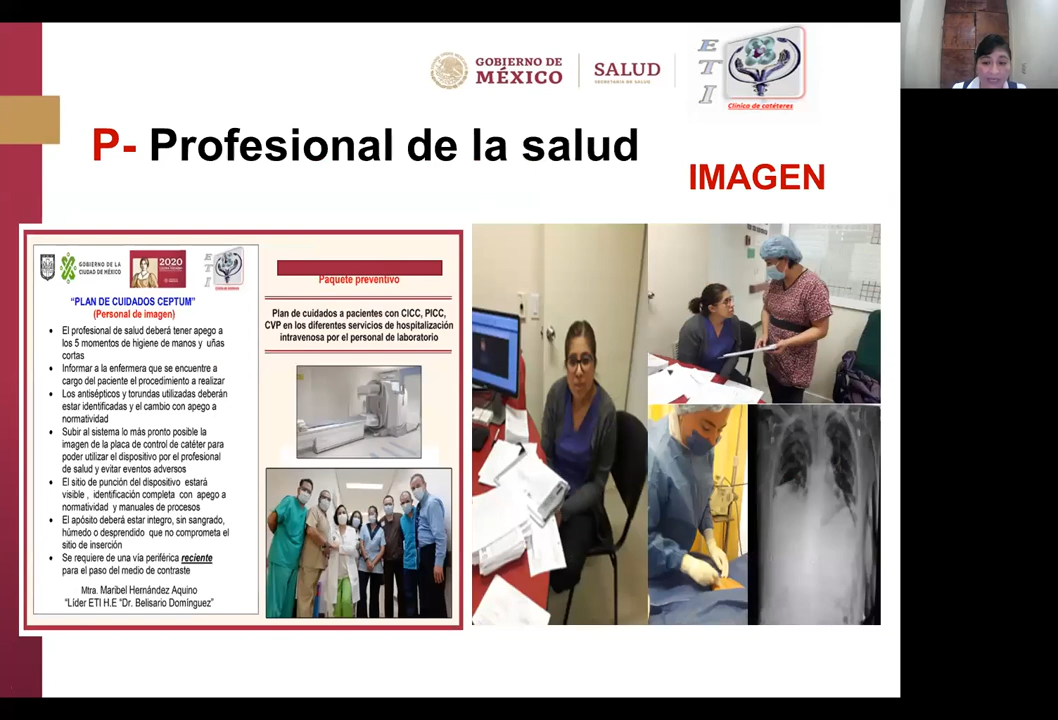 GOBIERNO DE
MÉXICO
SALUD
SECRETARÍA DE SALUD
E
T
I
Clínica de catéteres
P- Profesional de la salud
IMAGEN
GOBIERNO DE LA
CIUDAD DE MÉXICO
2020
E
T
I
“PLAN DE CUIDADOS CEPTUM”
(Personal de imagen)
• El profesional de salud deberá tener apego a
los 5 momentos de higiene de manos y uñas
cortas
• Informar a la enfermera que se encuentre a
cargo del paciente el procedimiento a realizar
• Los antisépticos y torundas utilizadas deberán
estar identificadas y el cambio con apego a
normatividad
• Subir al sistema lo más pronto posible la
imagen de la placa de control de catéter para
poder utilizar el dispositivo por el profesional
de salud y evitar eventos adversos
• El sitio de punción del dispositivo estará
visible , identificación completa con apego a
normatividad y manuales de procesos
• El apósito deberá estar integro, sin sangrado,
húmedo o desprendido que no comprometa el
sitio de inserción
• Se requiere de una vía periférica reciente
para el paso del medio de contraste
Mtra. Maribel Hernández Aquino
“Líder ETI H.E “Dr. Belisario Domínguez”
Paquete preventivo
Plan de cuidados a pacientes con CICC, PICC,
CVP en los diferentes servicios de hospitalización
intravenosa por el personal de laboratorio